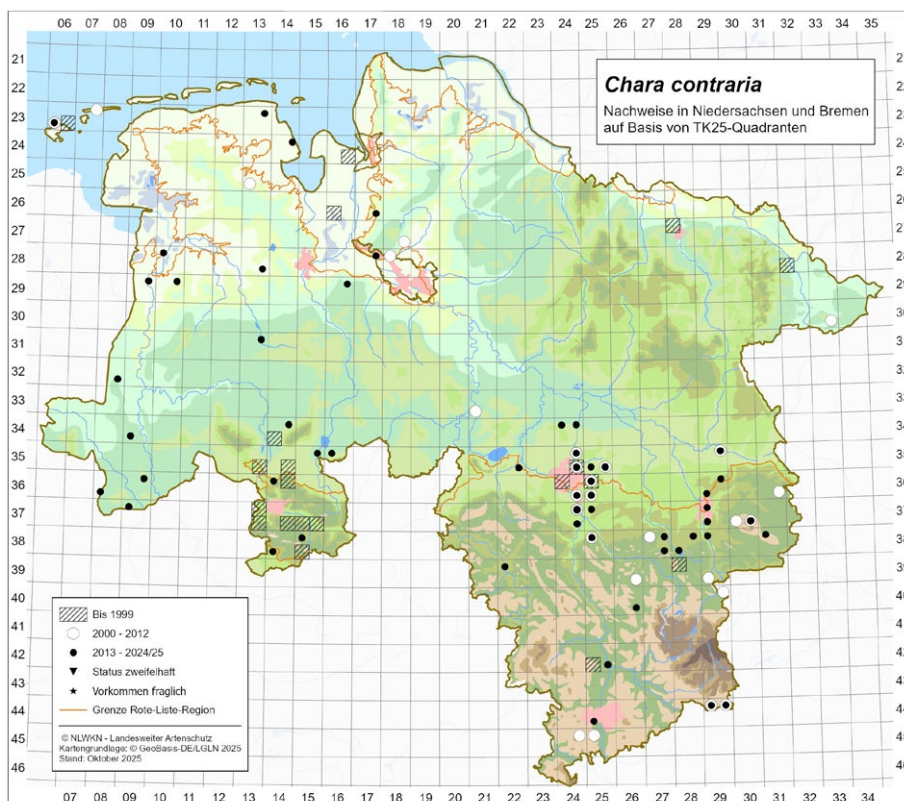 06 07 08 09 10 11 12 13 14 15 16 17 18 19 20 21 22 23 24 25 26 27 28 29 30 31 32 33 34 35
21
22
23
24
25
26
27
28
29
30
31
32
33
34
35
36
37
38
39
40
41
42
43
44
45
46
Chara contraria
Nachweise in Niedersachsen und Bremen
auf Basis von TK25-Quadranten
Bis 1999
2000 - 2012
2013 - 2024/25
Status zweifelhaft
Vorkommen fraglich
Grenze Rote-Liste-Region
© NLWKN - Landesweiter Artenschutz
Kartengrundlage: © GeoBasis-DE/LGLN 2025
Stand: Oktober 2025
07 08 09 10 11 12 13 14 15 16 17 18 19 20 21 22 23 24 25 26 27 28 29 30 31 32 33 34